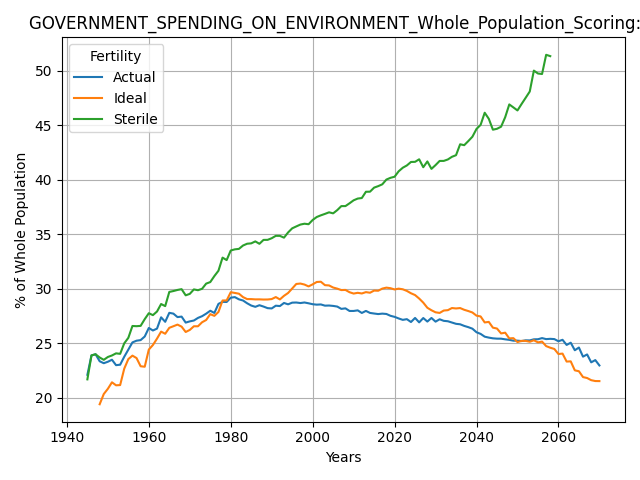 GOVERNMENT_SPENDING_ON_ENVIRONMENT_Whole_Population_Scoring:
Fertility
Actual
Ideal
Sterile
% of Whole Population
50
45
40
35
30
25
20
1940
1960
1980
2000
2020
2040
2060
Years